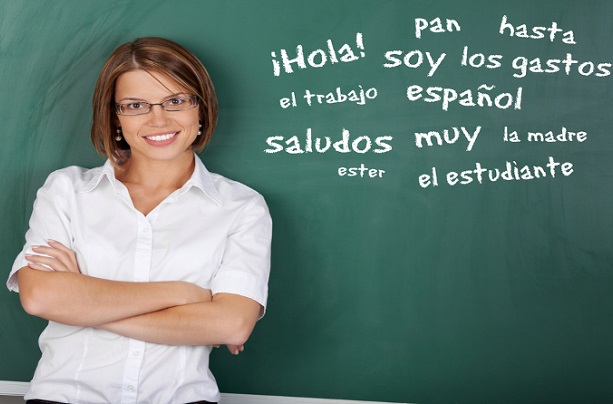 pan hasta
¡Hola! soy los gastos
el trabajo español
saludos muy la madre
ester el estudiante